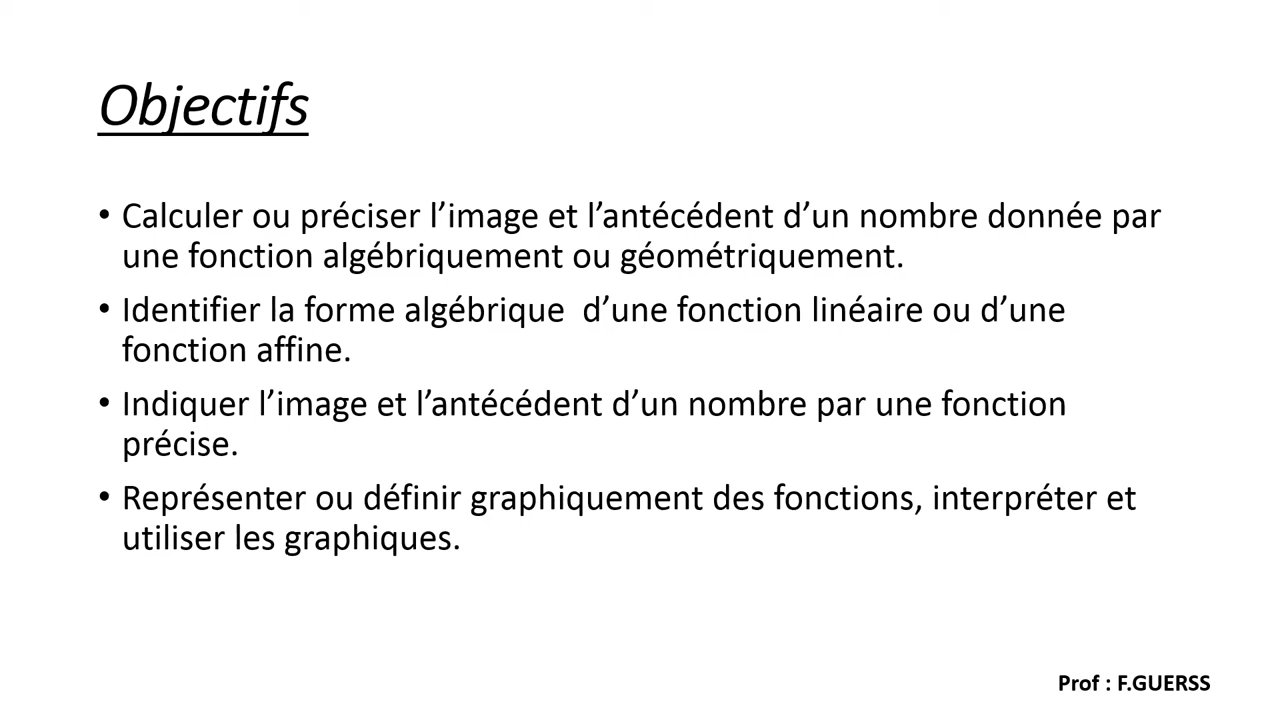 Objectifs
• Calculer ou préciser l’image et l’antécédent d’un nombre donnée par
une fonction algébriquement ou géométriquement.
• Identifier la forme algébrique  d’une fonction linéaire ou d’une
fonction affine.
• Indiquer l’image et l’antécédent d’un nombre par une fonction
précise.
• Représenter ou définir graphiquement des fonctions, interpréter et
utiliser les graphiques.
Prof : F.GUERSS